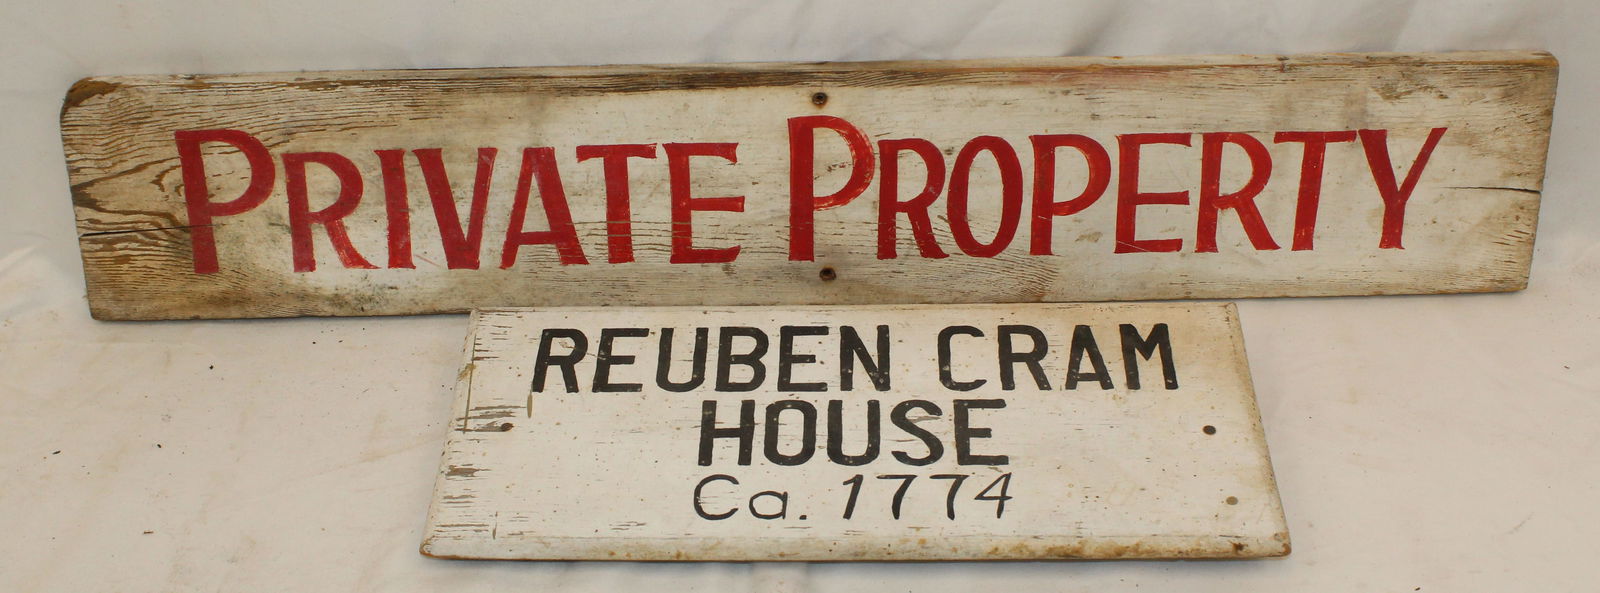 PRIVATE PROPERTY
REUBEN CRAM
HOUSE
Ca. 1774